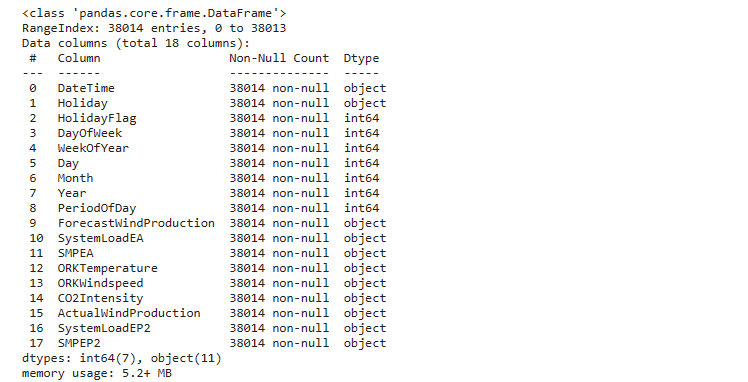 <class 'pandas.core.frame.DataFrame'>
RangeIndex: 38014 entries, 0 to 38013
Data columns (total 18 columns):
 #   Column                  Non-Null Count  Dtype
---  ------                  --------------  -----
 0   DateTime                38014 non-null  object
 1   Holiday                 38014 non-null  object
 2   HolidayFlag             38014 non-null  int64
 3   DayOfWeek               38014 non-null  int64
 4   WeekOfYear              38014 non-null  int64
 5   Day                     38014 non-null  int64
 6   Month                   38014 non-null  int64
 7   Year                    38014 non-null  int64
 8   PeriodOfDay             38014 non-null  int64
 9   ForecastWindProduction  38014 non-null  object
 10  SystemLoadEA            38014 non-null  object
 11  SMPEA                   38014 non-null  object
 12  ORKTemperature          38014 non-null  object
 13  ORKWindspeed            38014 non-null  object
 14  CO2Intensity            38014 non-null  object
 15  ActualWindProduction    38014 non-null  object
 16  SystemLoadEP2           38014 non-null  object
 17  SMPEP2                  38014 non-null  object
dtypes: int64(7), object(11)
memory usage: 5.2+ MB